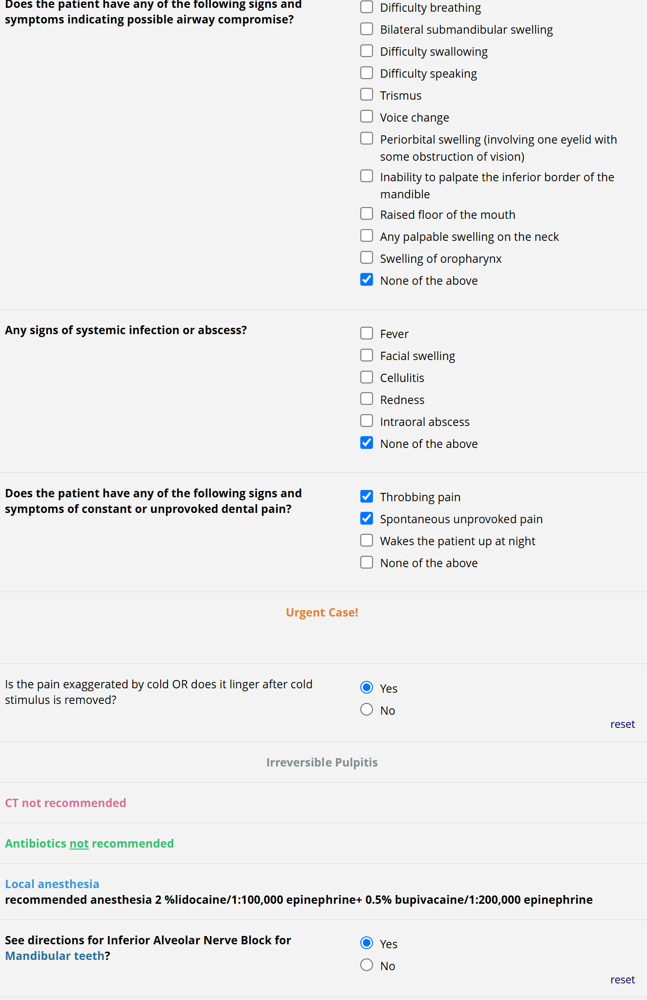 Does the patient have any of the following signs and
symptoms indicating possible airway compromise?
Difficulty breathing
Bilateral submandibular swelling
Difficulty swallowing
Difficulty speaking
Trismus
Voice change
Periorbital swelling (involving one eyelid with
some obstruction of vision)
Inability to palpate the inferior border of the
mandible
Raised floor of the mouth
Any palpable swelling on the neck
Swelling of oropharynx
None of the above
Any signs of systemic infection or abscess?
Fever
Facial swelling
Cellulitis
Redness
Intraoral abscess
None of the above
Does the patient have any of the following signs and
symptoms of constant or unprovoked dental pain?
Throbbing pain
Spontaneous unprovoked pain
Wakes the patient up at night
None of the above
Urgent Case!
Is the pain exaggerated by cold OR does it linger after cold
stimulus is removed?
Yes
No
reset
Irreversible Pulpitis
CT not recommended
Antibiotics not recommended
Local anesthesia
recommended anesthesia 2 %lidocaine/1:100,000 epinephrine+ 0.5% bupivacaine/1:200,000 epinephrine
See directions for Inferior Alveolar Nerve Block for
Mandibular teeth?
Yes
No
reset